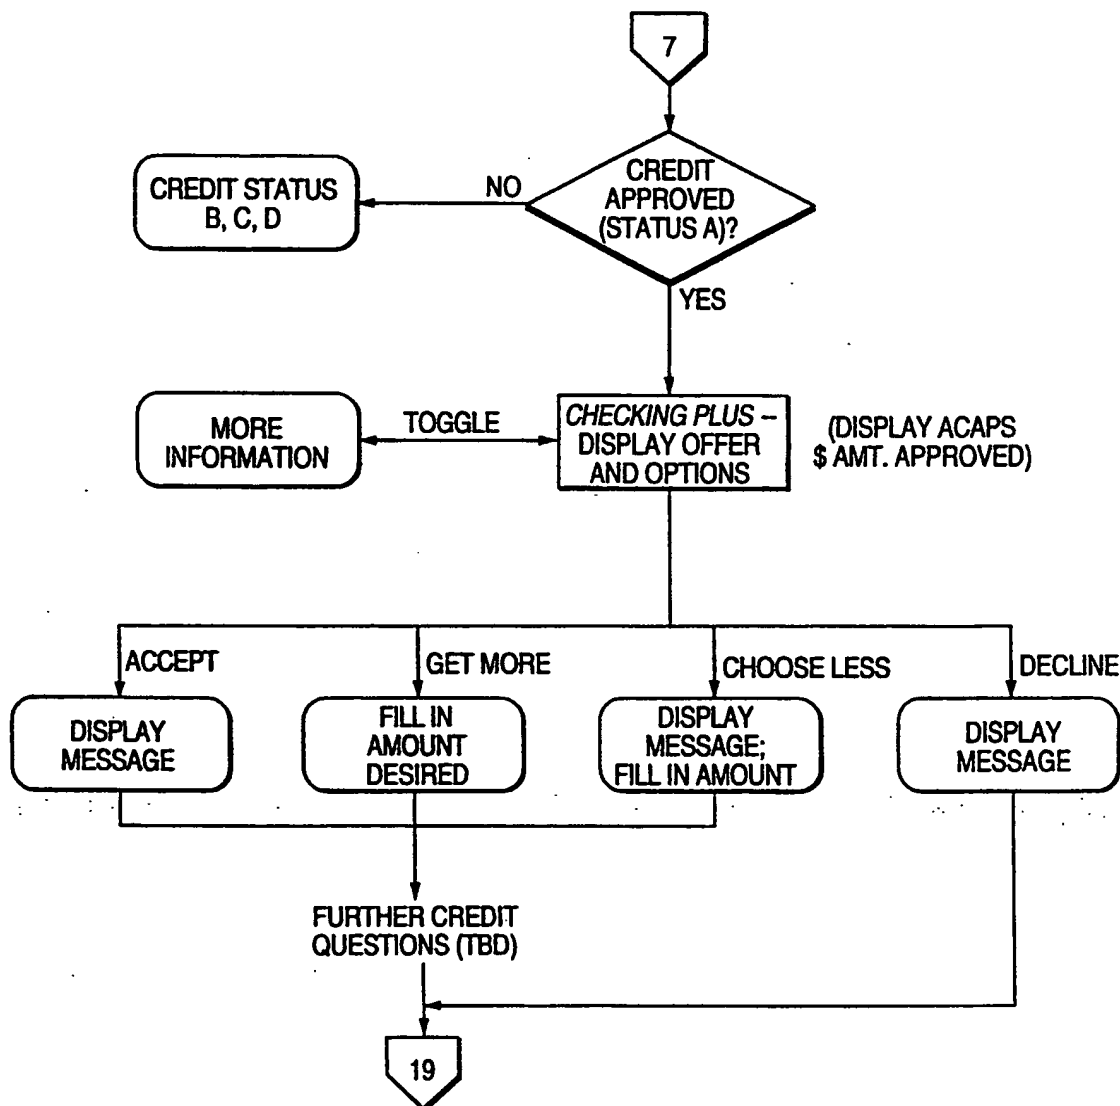 7
CREDIT
APPROVED
(STATUS A)?
NO
CREDIT STATUS
B, C, D
YES
MORE
INFORMATION
TOGGLE
CHECKING PLUS –
DISPLAY OFFER
AND OPTIONS
(DISPLAY ACAPS
$ AMT. APPROVED)
ACCEPT
GET MORE
CHOOSE LESS
DECLINE
DISPLAY
MESSAGE
FILL IN
AMOUNT
DESIRED
DISPLAY
MESSAGE;
FILL IN AMOUNT
DISPLAY
MESSAGE
FURTHER CREDIT
QUESTIONS (TBD)
19